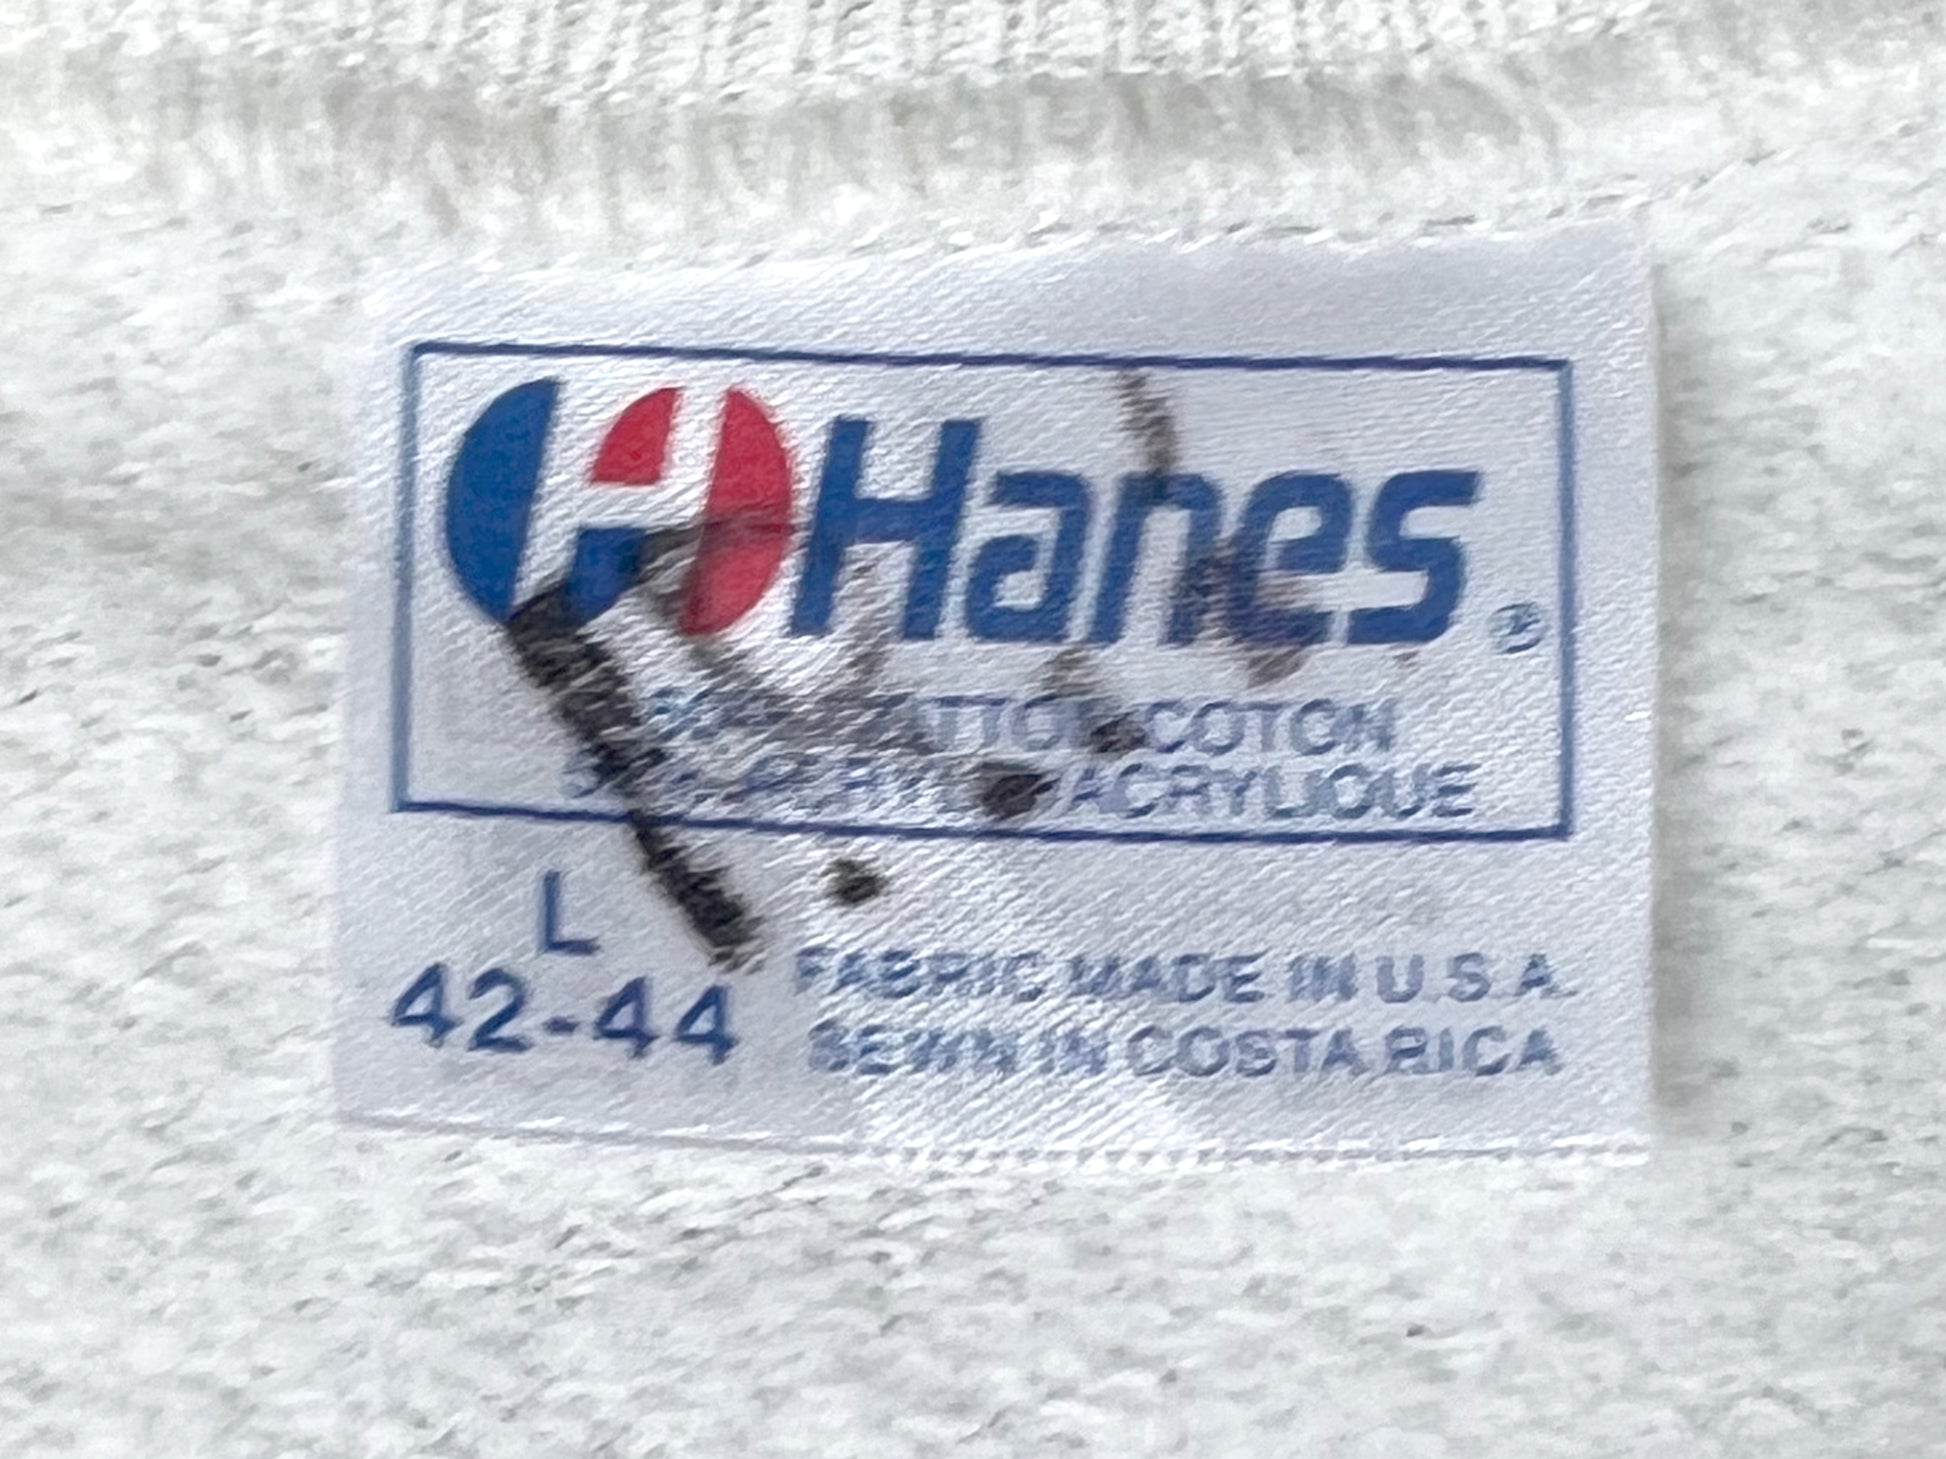 Hanes®
COTON
ACRYLIQUE
L
42-44
FABRIC MADE IN U.S.A.
SEWN IN COSTA RICA